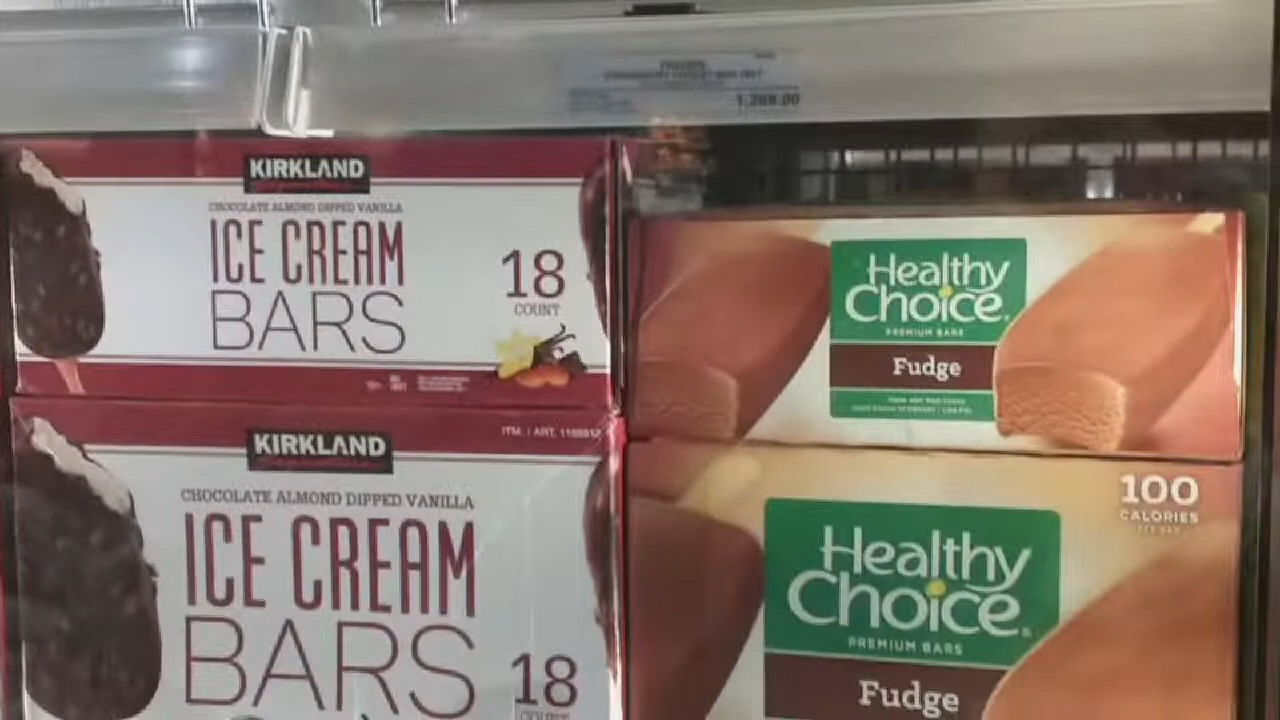 1,269.00
KIRKLAND
CHOCOLATE ALMOND DIPPED VANILLA
ICE CREAM
BARS
18
COUNT
KIRKLAND
ITM. / ART.
CHOCOLATE ALMOND DIPPED VANILLA
ICE CREAM
BARS
18
COUNT
Healthy
Choice®
PREMIUM BARS
Fudge
100
CALORIES
Healthy
Choice®
PREMIUM BARS
Fudge